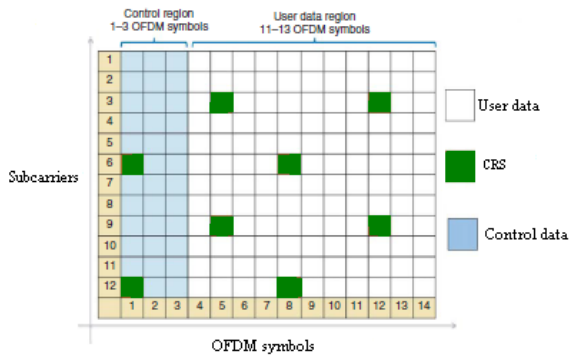 Control region
1–3 OFDM symbols
User data region
11–13 OFDM symbols
1
2
3
4
5
6
7
8
9
10
11
12
1 2 3 4 5 6 7 8 9 10 11 12 13 14
Subcarriers
OFDM symbols
User data
CRS
Control data